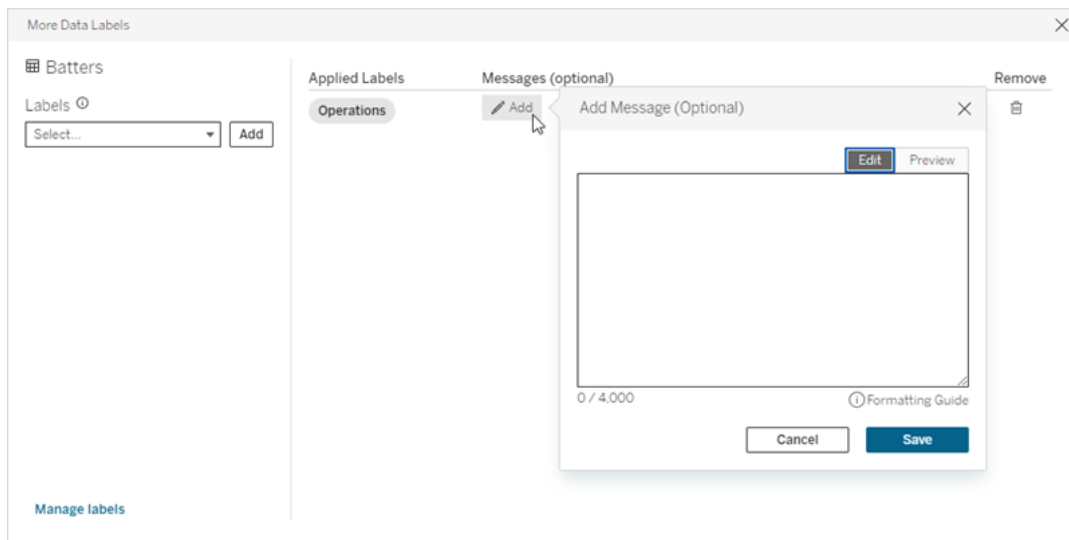 More Data Labels
Batters
Labels
Select...
Add
Manage labels
Applied Labels Messages (optional) Remove
Operations
Add
Add Message (Optional)
Edit Preview
0 / 4,000
Formatting Guide
Cancel Save